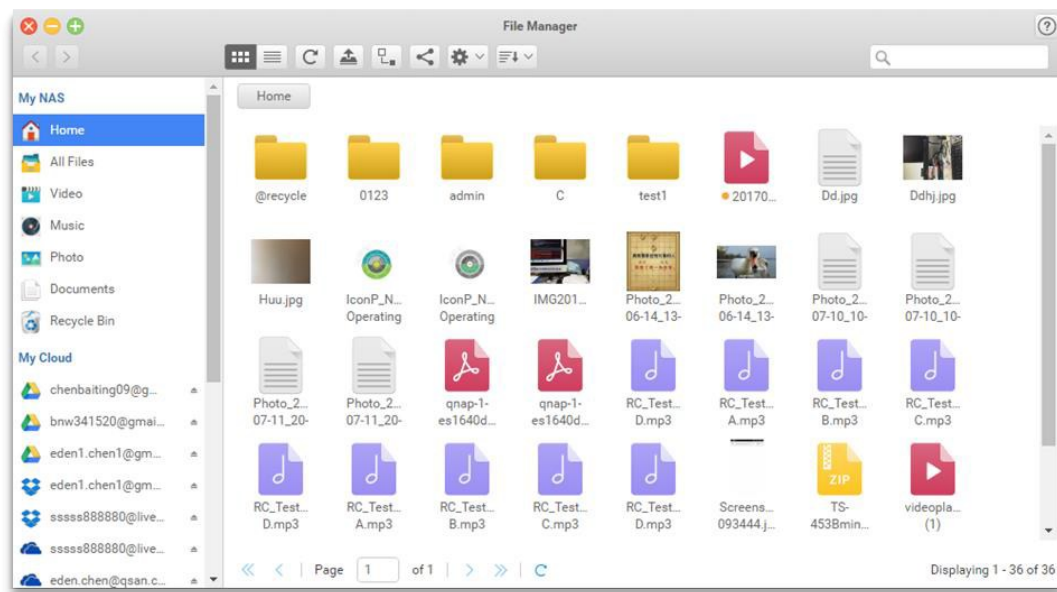 File Manager
My NAS
Home
Home
All Files
Video
Music
Photo
Documents
Recycle Bin
My Cloud
chenbaiting09@g...
bnw341520@gmai...
eden1.chen1@gm...
eden1.chen1@gm...
sssss888880@live...
sssss888880@live...
eden.chen@qsan.c...
@recycle
0123
admin
C
test1
20170...
Dd.jpg
Ddhj.jpg
Huu.jpg
IconP_N...
Operating
IconP_N...
Operating
IMG201...
Photo_2...
06-14_13-
Photo_2...
06-14_13-
Photo_2...
07-10_10-
Photo_2...
07-10_10-
Photo_2...
07-11_20-
Photo_2...
07-11_20-
qnap-1-
es1640d...
qnap-1-
es1640d...
RC_Test...
D.mp3
RC_Test...
A.mp3
RC_Test...
B.mp3
RC_Test...
C.mp3
RC_Test...
D.mp3
RC_Test...
A.mp3
RC_Test...
B.mp3
RC_Test...
C.mp3
RC_Test...
D.mp3
Screens...
093444.j...
ZIP
TS-
453Bmin...
videopla...
(1)
Page 1 of 1
Displaying 1 - 36 of 36